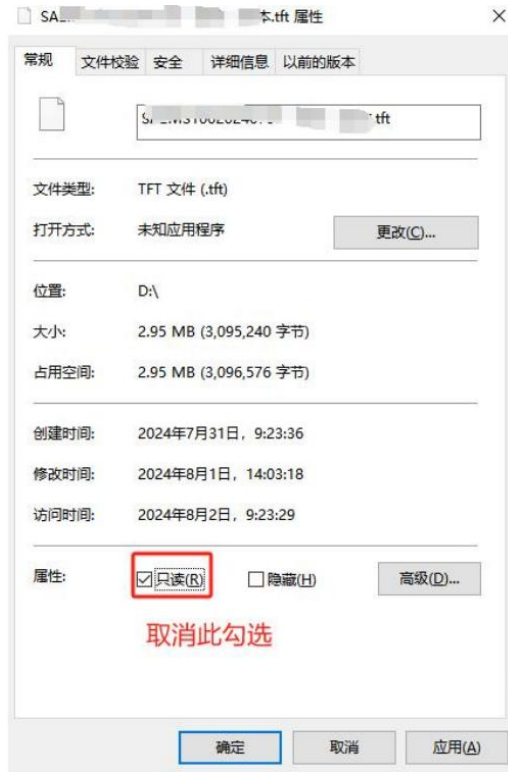 本.tft 属性
常规 文件校验 安全 详细信息 以前的版本
.tft
文件类型: TFT 文件 (.tft)
打开方式: 未知应用程序 更改(C)...
位置: D:\
大小: 2.95 MB (3,095,240 字节)
占用空间: 2.95 MB (3,096,576 字节)
创建时间: 2024年7月31日，9:23:36
修改时间: 2024年8月1日，14:03:18
访问时间: 2024年8月2日，9:23:29
属性: 只读(R) 隐藏(H) 高级(D)...
取消此勾选
确定 取消 应用(A)